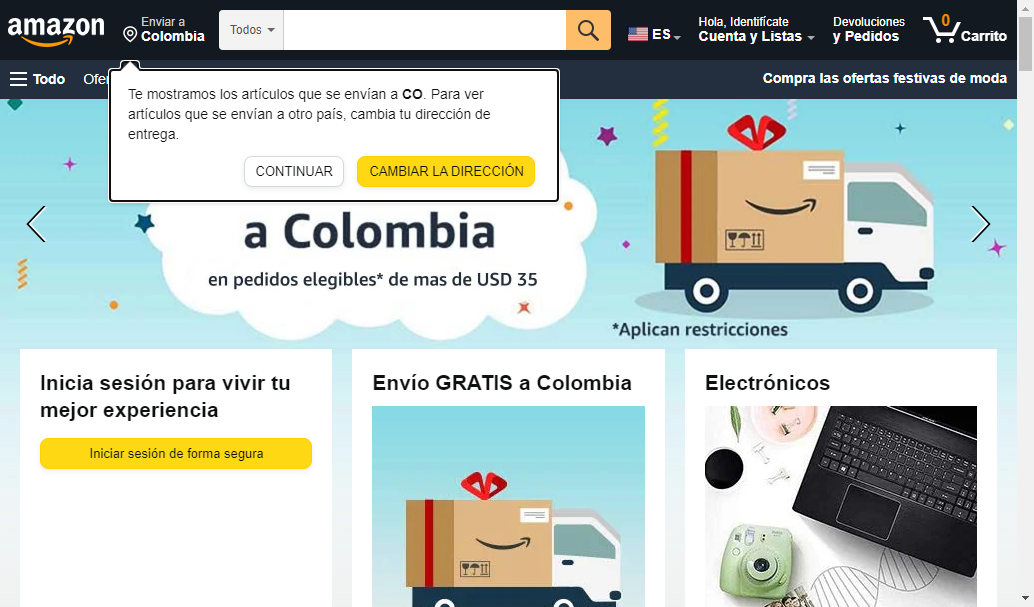 amazon
Enviar a
Colombia
Todos
ES
Hola, Identifícate
Cuenta y Listas
Devoluciones
y Pedidos
0
Carrito
Todo
Compra las ofertas festivas de moda
Te mostramos los artículos que se envían a CO. Para ver
artículos que se envían a otro país, cambia tu dirección de
entrega.
CONTINUAR
CAMBIAR LA DIRECCIÓN
a Colombia
en pedidos elegibles* de mas de USD 35
*Aplican restricciones
Inicia sesión para vivir tu
mejor experiencia
Iniciar sesión de forma segura
Envío GRATIS a Colombia
Electrónicos